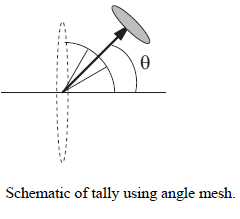 θ
Schematic of tally using angle mesh.